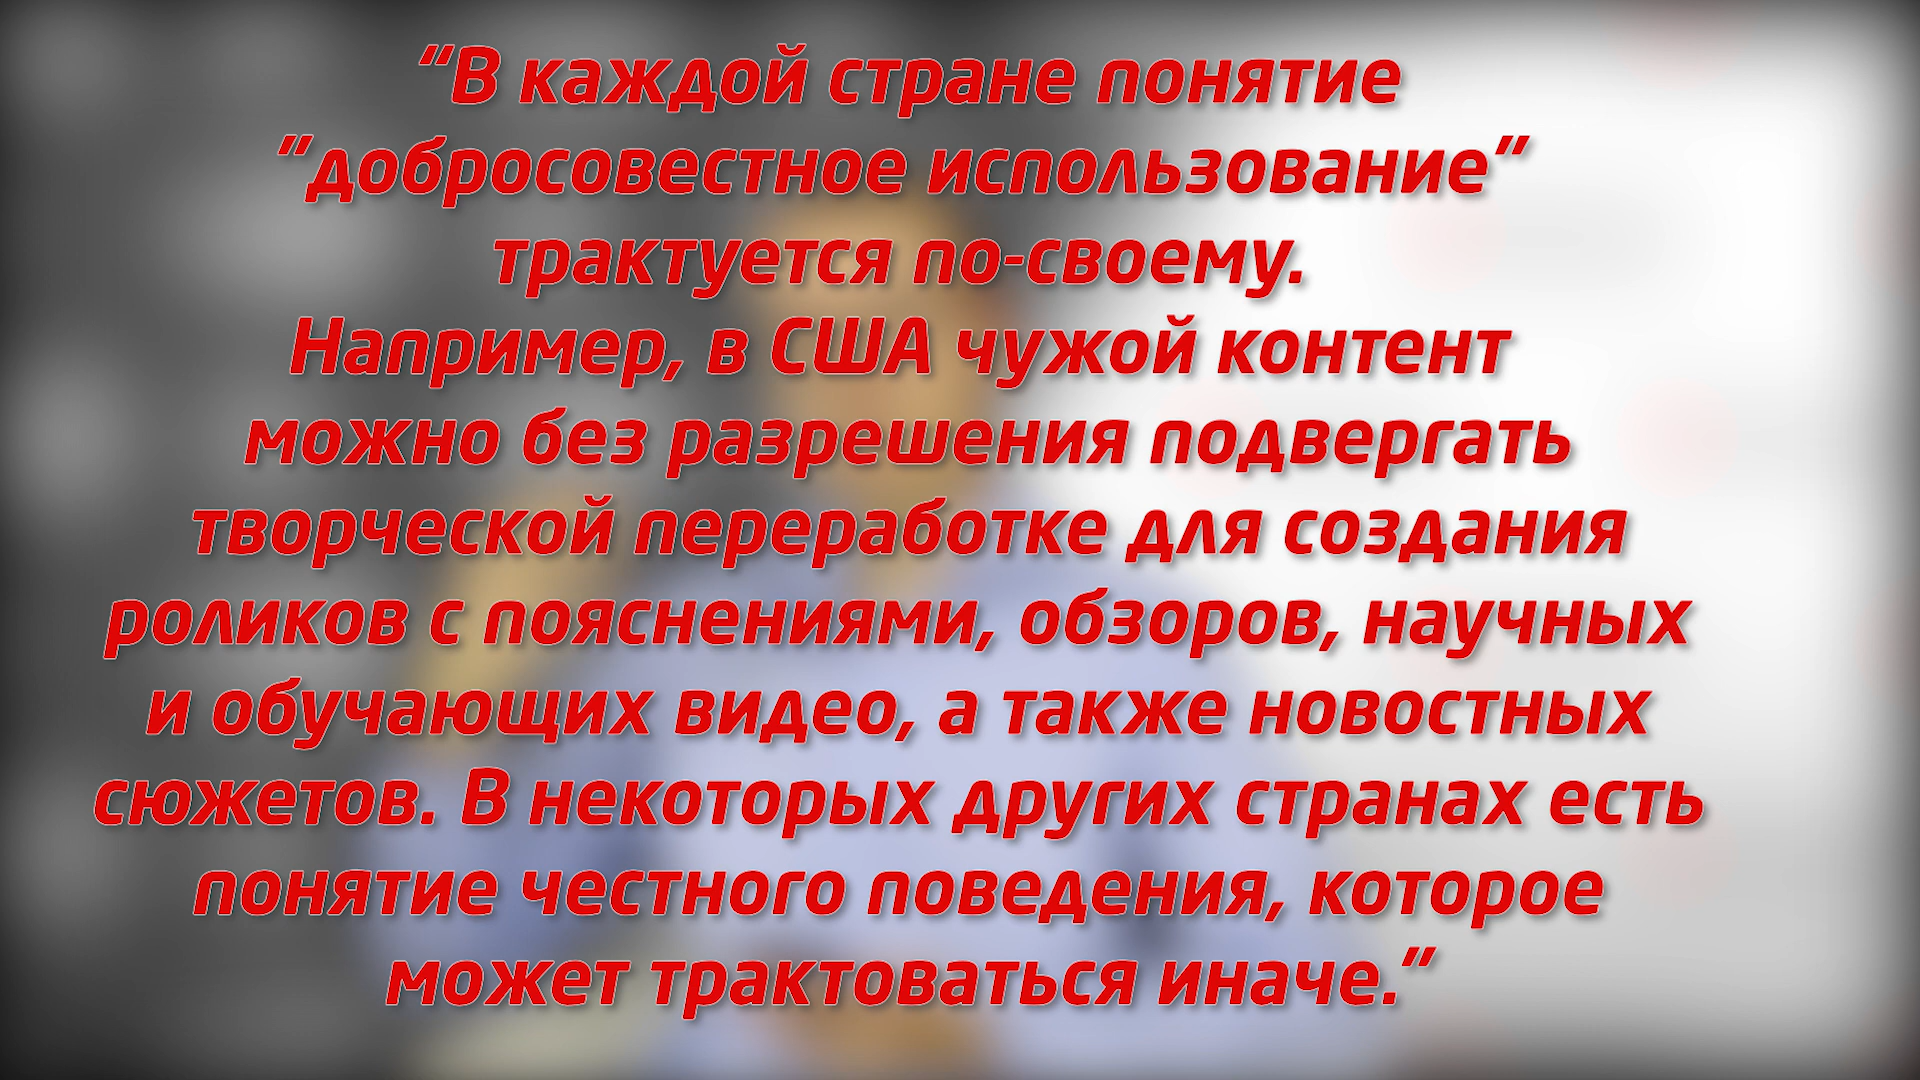 “В каждой стране понятие
”добросовестное использование”
трактуется по-своему.
Например, в США чужой контент
можно без разрешения подвергать
творческой переработке для создания
роликов с пояснениями, обзоров, научных
и обучающих видео, а также новостных
сюжетов. В некоторых других странах есть
понятие честного поведения, которое
может трактоваться иначе.”